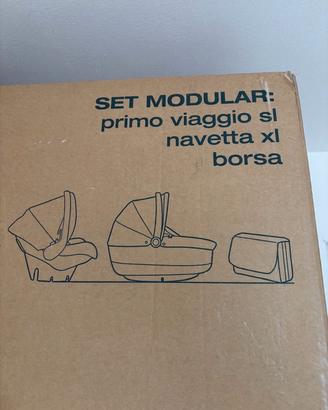 SET MODULAR:
primo viaggio sl
navetta xl
borsa